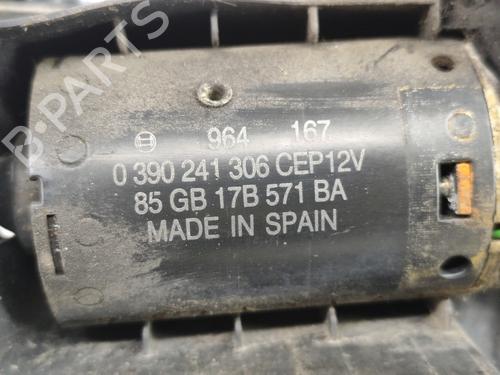 B-PARTS
964 167
0 390 241 306 CEP12V
85 GB 17B 571 BA
MADE IN SPAIN